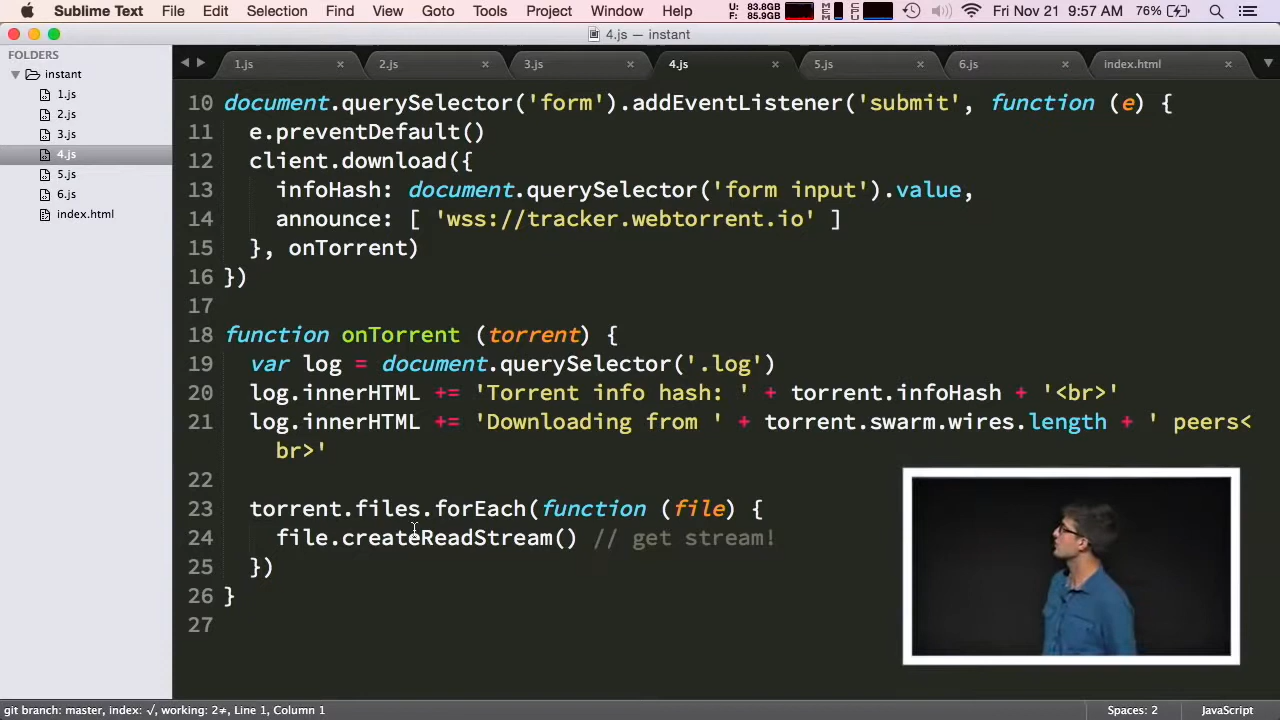 Sublime Text File Edit Selection Find View Goto Tools Project Window Help U: 83.8GB F: 85.9GB Fri Nov 21 9:57 AM 76%
4.js — instant
FOLDERS
instant
1.js
2.js
3.js
4.js
5.js
6.js
index.html
1.js × 2.js × 3.js × 4.js × 5.js × 6.js × index.html ×
10 document.querySelector('form').addEventListener('submit', function (e) {
11 e.preventDefault()
12 client.download({
13 infoHash: document.querySelector('form input').value,
14 announce: [ 'wss://tracker.webtorrent.io' ]
15 }, onTorrent)
16 })
17
18 function onTorrent (torrent) {
19 var log = document.querySelector('.log')
20 log.innerHTML += 'Torrent info hash: ' + torrent.infoHash + '<br>'
21 log.innerHTML += 'Downloading from ' + torrent.swarm.wires.length + ' peers<
br>'
22
23 torrent.files.forEach(function (file) {
24 file.createReadStream() // get stream!
25 })
26 }
27
git branch: master, index: √, working: 2≠, Line 1, Column 1 Spaces: 2 JavaScript